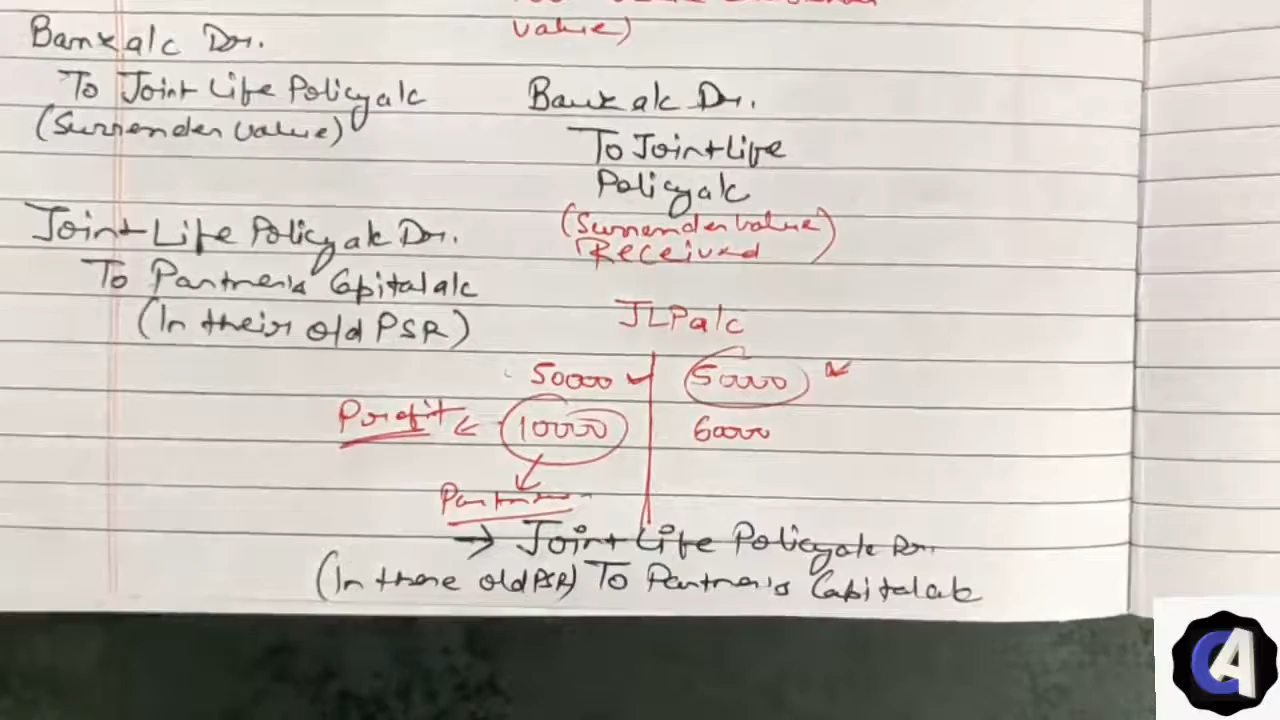 value)
Bank a/c Dr.
To Joint Life Policy a/c
(Surrender value)
Joint Life Policy a/c Dr.
To Partner's Capital a/c
(In their old PSR)
Bank a/c Dr.
To Joint Life
Policy a/c
(Surrender value)
Received
JLP a/c
50000 50000
Profit 10000 60000
Partner
→ Joint Life Policy a/c Dr.
(In there old PSR) To Partner's Capital a/c
CA